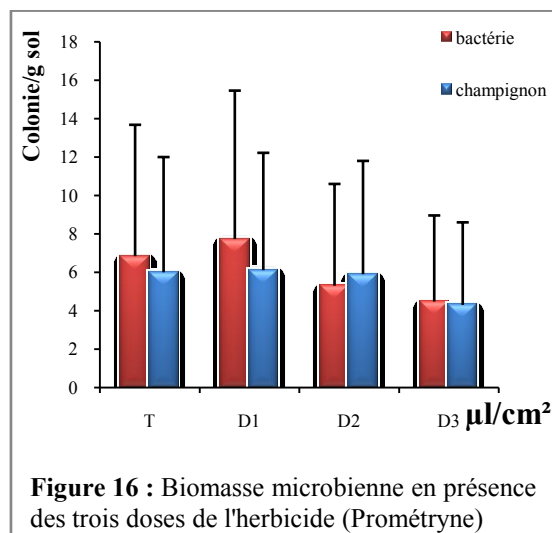 Colonie/g sol
18
16
14
12
10
8
6
4
2
0
bactérie
champignon
T D1 D2 D3 µl/cm²
Figure 16 : Biomasse microbienne en présence
des trois doses de l'herbicide (Prométryne)